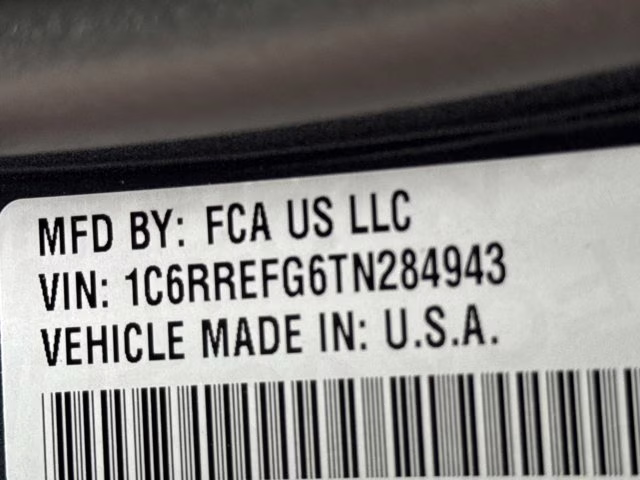 MFD BY: FCA US LLC
VIN: 1C6RREFG6TN284943
VEHICLE MADE IN: U.S.A.